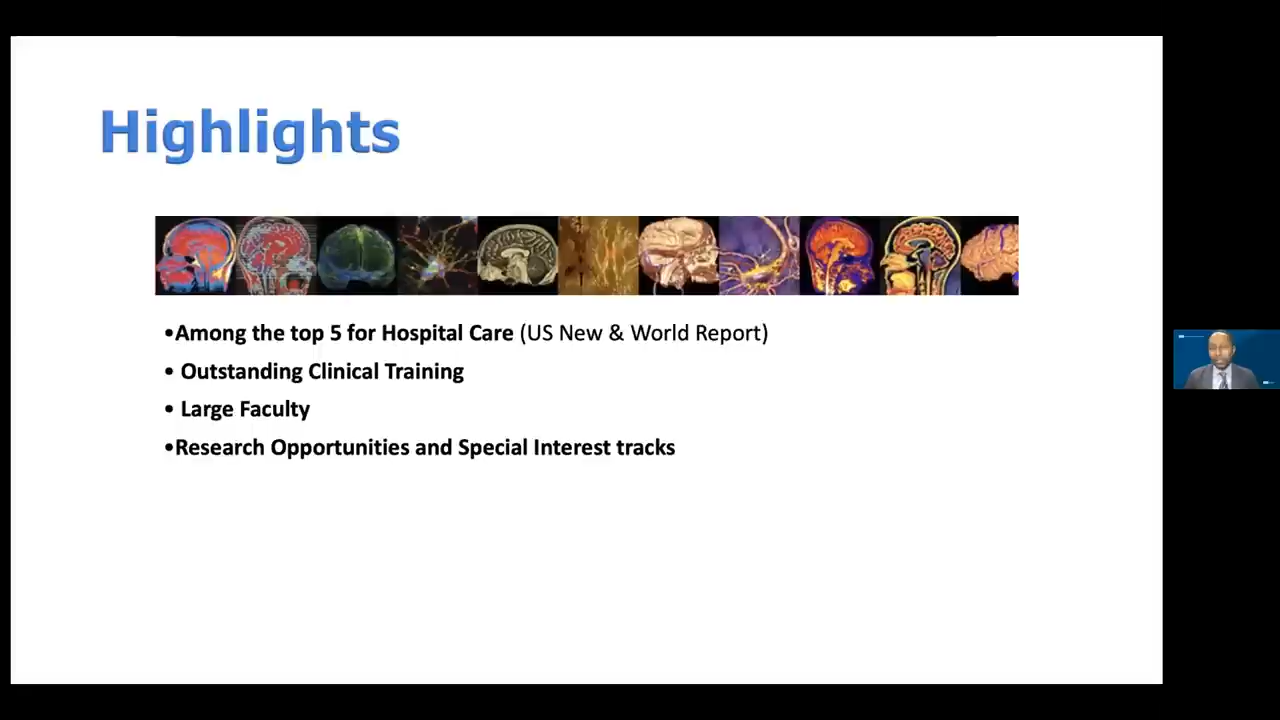 Highlights
•Among the top 5 for Hospital Care (US New & World Report)
• Outstanding Clinical Training
• Large Faculty
•Research Opportunities and Special Interest tracks